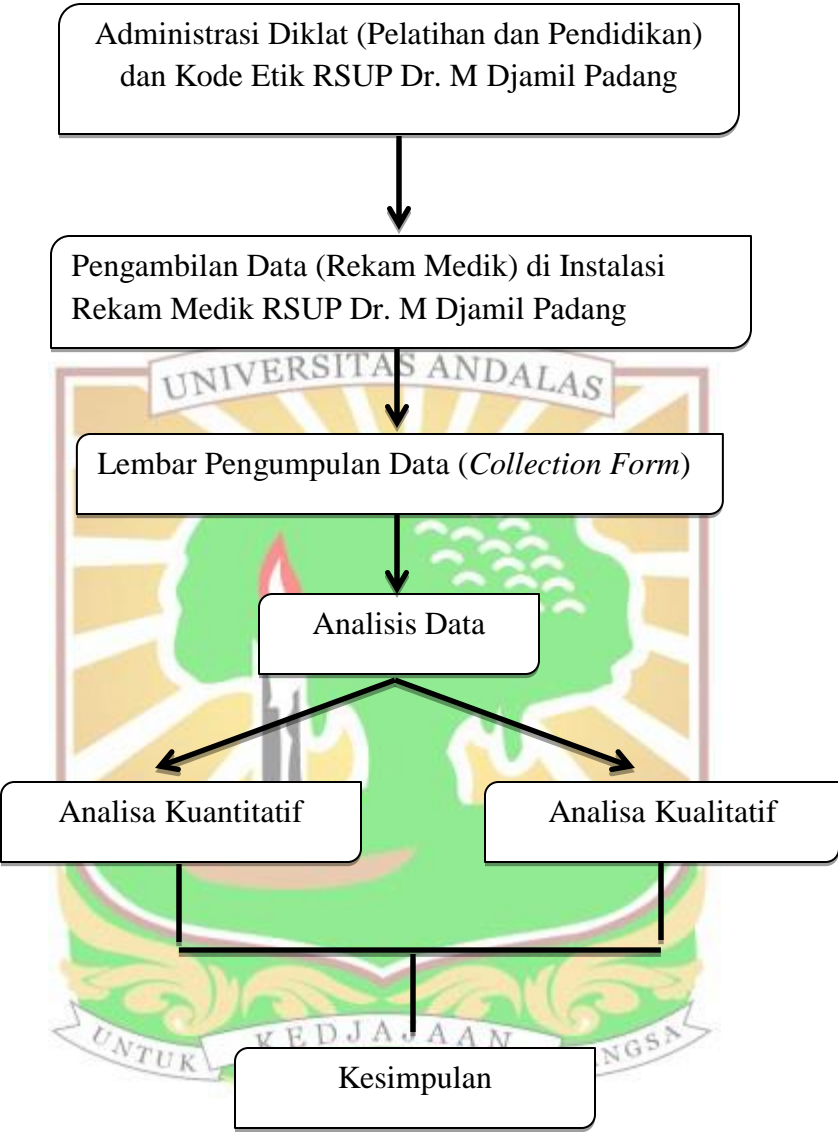 Administrasi Diklat (Pelatihan dan Pendidikan)
dan Kode Etik RSUP Dr. M Djamil Padang
Pengambilan Data (Rekam Medik) di Instalasi
Rekam Medik RSUP Dr. M Djamil Padang
UNIVERSITAS ANDALAS
Lembar Pengumpulan Data (Collection Form)
Analisis Data
Analisa Kuantitatif
Analisa Kualitatif
UNTUK KEDJAJAAN
Kesimpulan